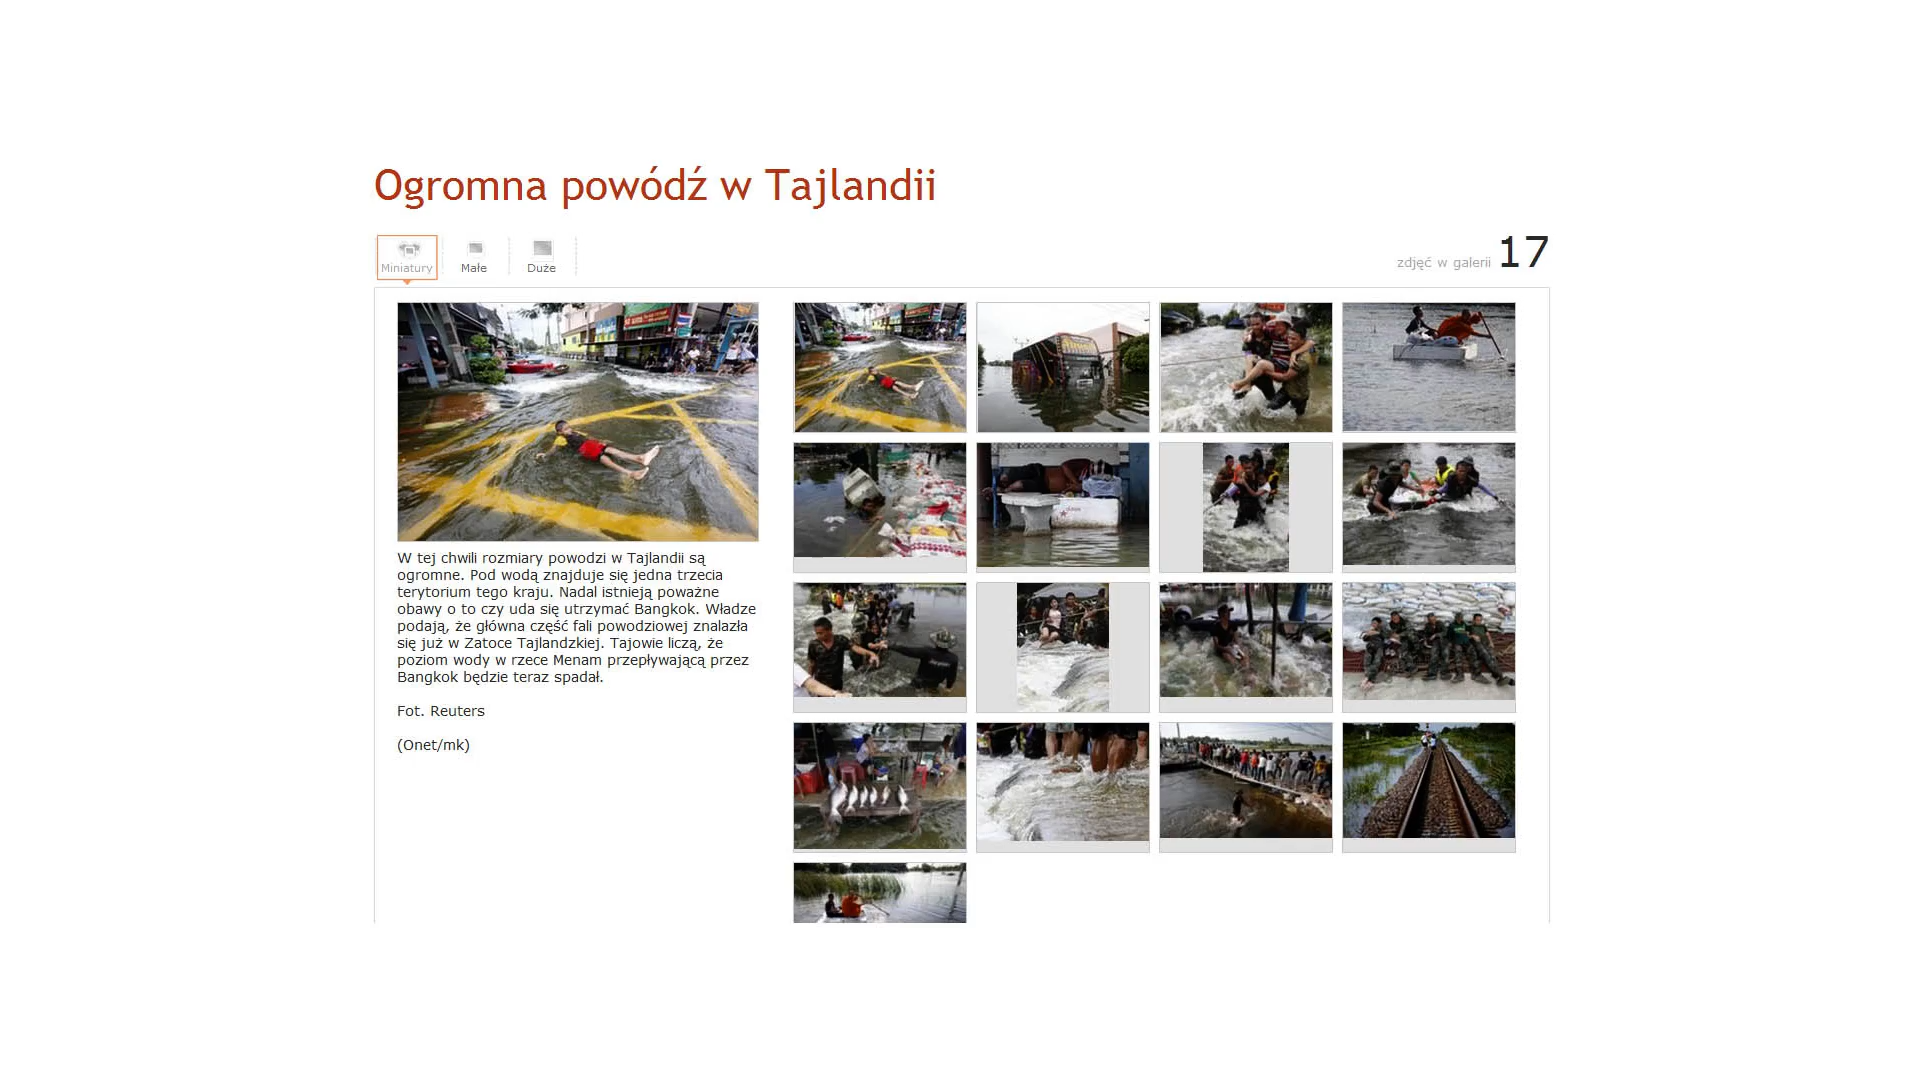 Ogromna powódź w Tajlandii
Miniatury
Małe
Duże
zdjęć w galerii 17
W tej chwili rozmiary powodzi w Tajlandii są
ogromne. Pod wodą znajduje się jedna trzecia
terytorium tego kraju. Nadal istnieją poważne
obawy o to czy uda się utrzymać Bangkok. Władze
podają, że główna część fali powodziowej znalazła
się już w Zatoce Tajlandzkiej. Tajowie liczą, że
poziom wody w rzece Menam przepływającą przez
Bangkok będzie teraz spadał.
Fot. Reuters
(Onet/mk)